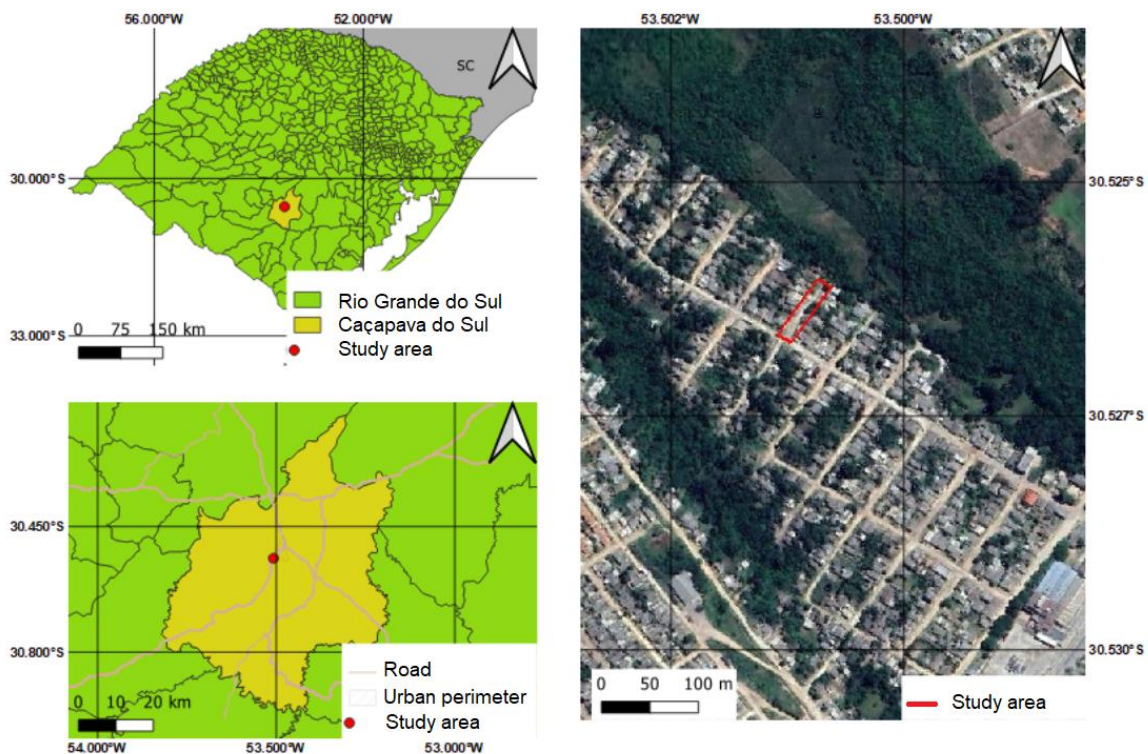 56.000°W
52.000°W
SC
30.000°S
33.000°S
0 75 150 km
Rio Grande do Sul
Caçapava do Sul
Study area
30.450°S
30.800°S
0 10 20 km
Road
Urban perimeter
Study area
54.000°W
53.500°W
53.000°W
53.502°W
53.500°W
30.525°S
30.527°S
30.530°S
0 50 100 m
Study area